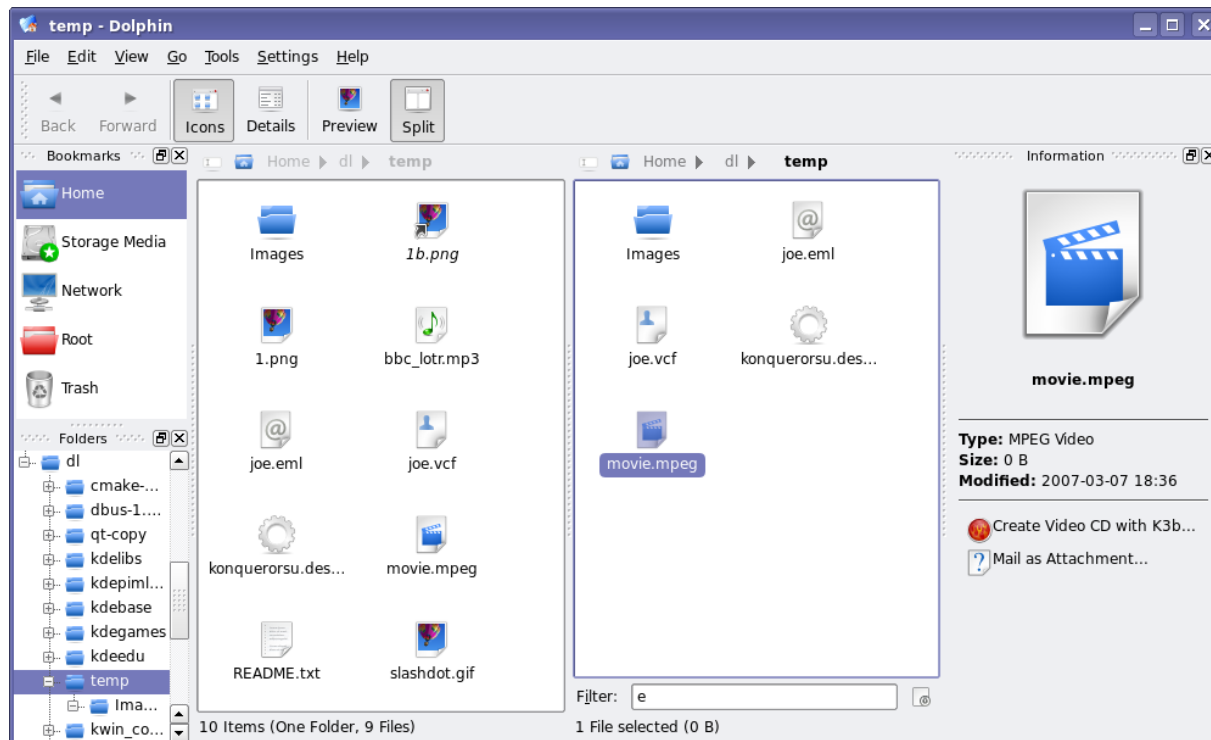 temp - Dolphin
File Edit View Go Tools Settings Help
Back Forward Icons Details Preview Split
Bookmarks
Home
Storage Media
Network
Root
Trash
Folders
dl
cmake-...
dbus-1....
qt-copy
kdelibs
kdepiml...
kdebase
kdegames
kdeedu
temp
Ima...
kwin_co...
Home dl temp
Images 1b.png
1.png bbc_lotr.mp3
joe.eml joe.vcf
konquerorsu.des... movie.mpeg
README.txt slashdot.gif
10 Items (One Folder, 9 Files)
Home dl temp
Images joe.eml
joe.vcf konquerorsu.des...
movie.mpeg
Filter: e
1 File selected (0 B)
Information
movie.mpeg
Type: MPEG Video
Size: 0 B
Modified: 2007-03-07 18:36
Create Video CD with K3b...
Mail as Attachment...